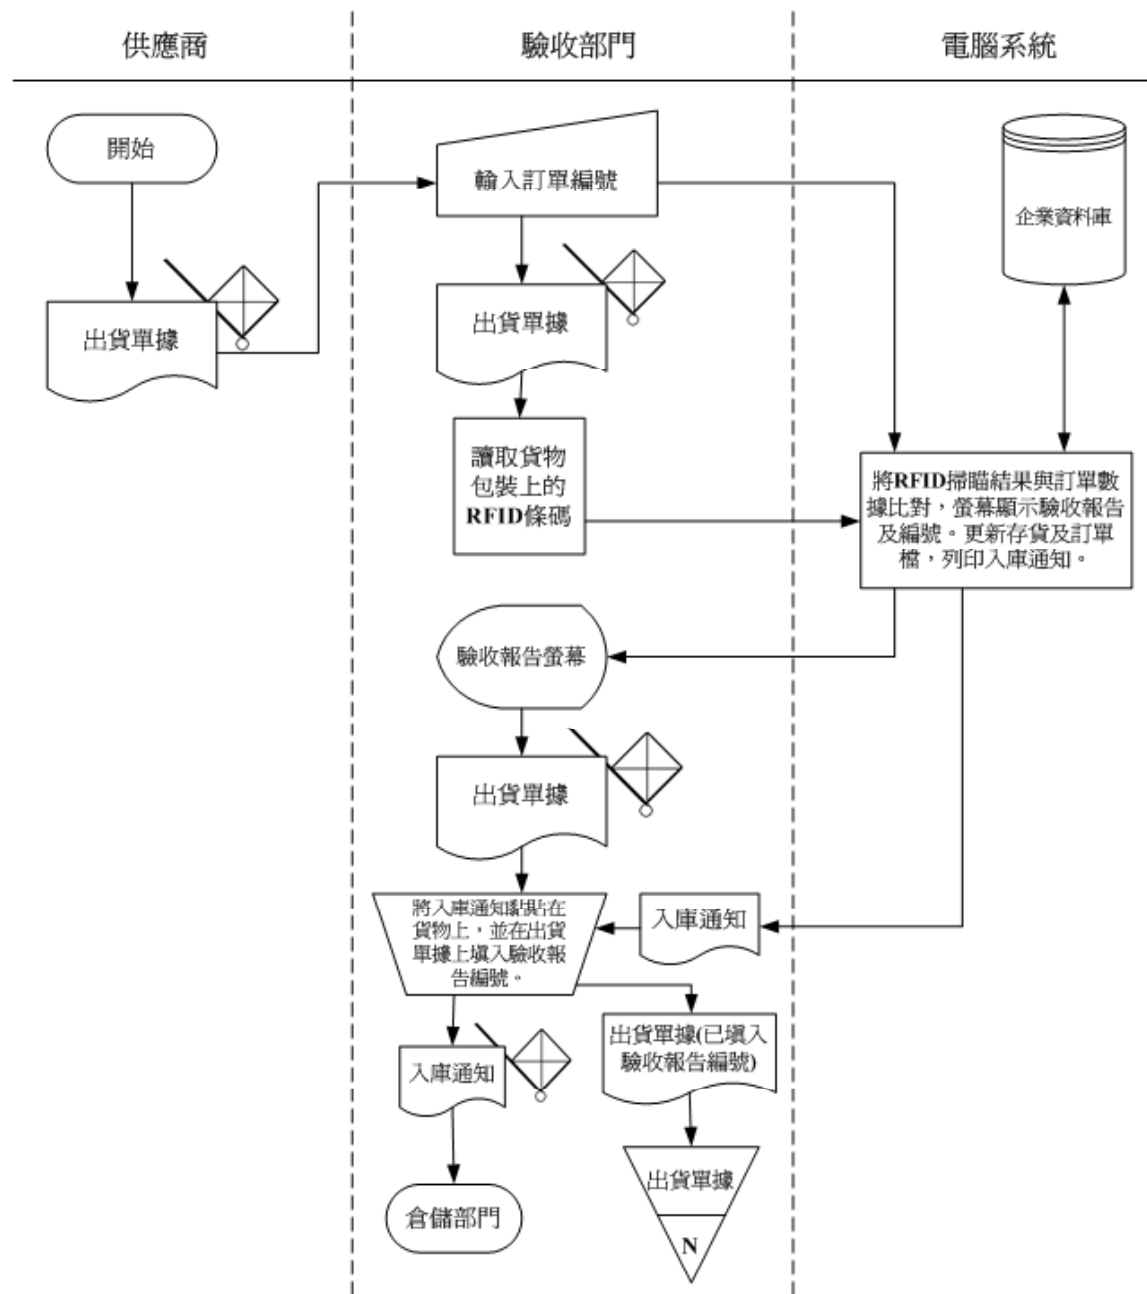 供應商
驗收部門
電腦系統
開始
輸入訂單編號
企業資料庫
出貨單據
出貨單據
讀取貨物
包裝上的
RFID條碼
將RFID掃瞄結果與訂單數
據比對，螢幕顯示驗收報告
及編號。更新存貨及訂單
檔，列印入庫通知。
驗收報告螢幕
出貨單據
將入庫通知黏貼在
貨物上，並在出貨
單據上填入驗收報
告編號。
入庫通知
入庫通知
出貨單據(已填入
驗收報告編號)
出貨單據
N
倉儲部門